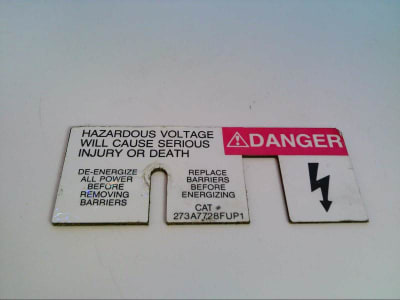 HAZARDOUS VOLTAGE
WILL CAUSE SERIOUS
INJURY OR DEATH
DANGER
DE-ENERGIZE
ALL POWER
BEFORE
REMOVING
BARRIERS
REPLACE
BARRIERS
BEFORE
ENERGIZING
CAT #
273A7728FUP1